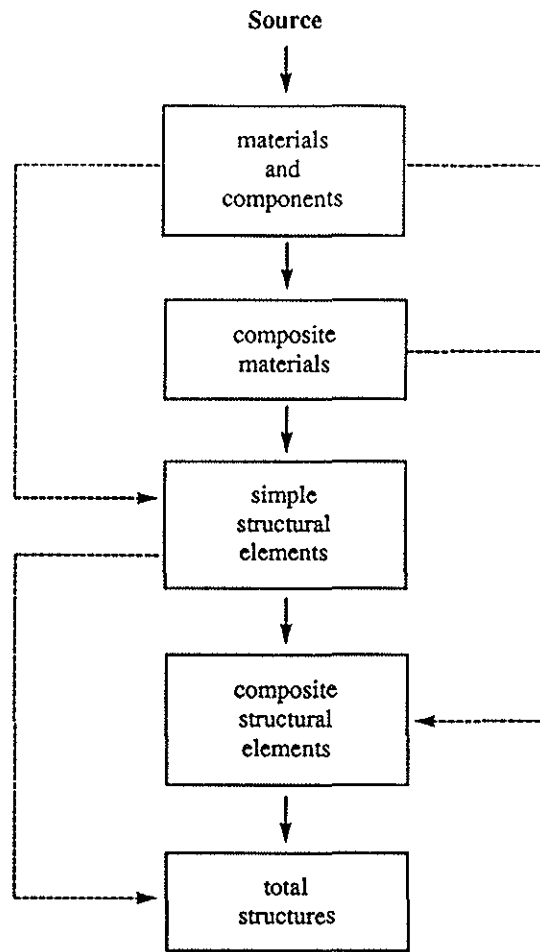 Source
materials
and
components
composite
materials
simple
structural
elements
composite
structural
elements
total
structures